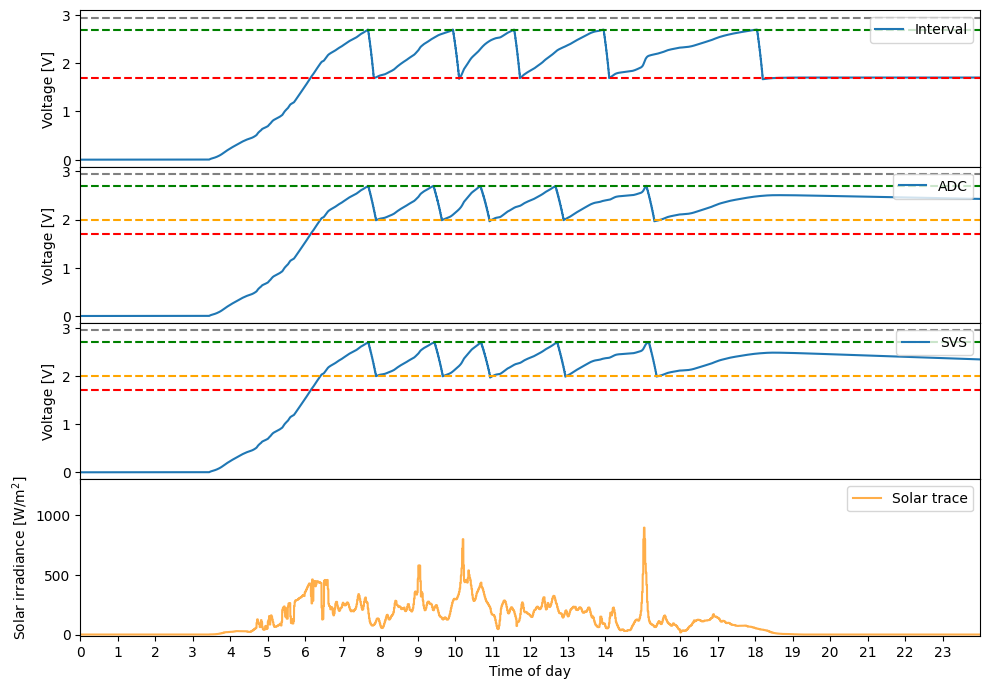 3
2
1
0
Voltage [V]
Interval
3
2
1
0
Voltage [V]
ADC
3
2
1
0
Voltage [V]
SVS
1000
500
0
Solar irradiance [W/m²]
Solar trace
0 1 2 3 4 5 6 7 8 9 10 11 12 13 14 15 16 17 18 19 20 21 22 23
Time of day